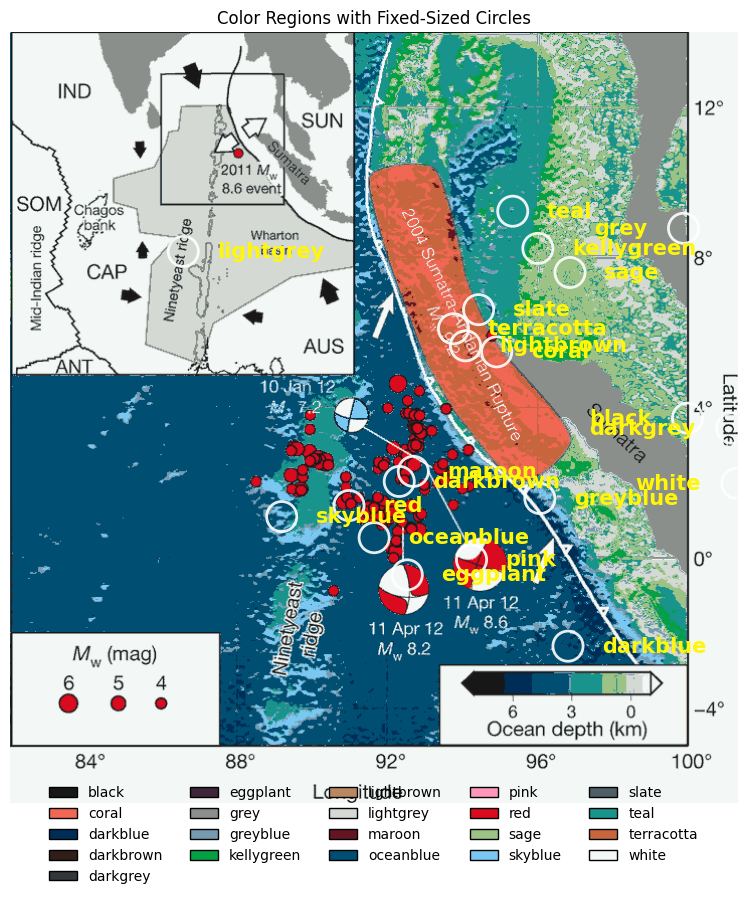 Color Regions with Fixed-Sized Circles
IND
SUN
2011 Mw
8.6 event
Sumatra
SOM
Chagos
bank
Mid-Indian ridge
Ninetyeast ridge
Wharton
CAP
lightgrey
AUS
ANT
2004 Sumatra-Andaman Rupture
teal
grey
kellygreen
sage
slate
terracotta
lightbrown
coral
black
darkgrey
Sumatra
white
maroon
darkbrown
greyblue
red
skyblue
oceanblue
pink
eggplant
darkblue
10 Jan 12
Mw 7.2
11 Apr 12
Mw 8.6
11 Apr 12
Mw 8.2
Ninetyeast
ridge
Mw (mag)
6 5 4
6 3 0
Ocean depth (km)
12°
8°
4°
0°
−4°
Latitude
84° 88° 92° 96° 100°
Longitude
black
coral
darkblue
darkbrown
darkgrey
eggplant
grey
greyblue
kellygreen
lightbrown
lightgrey
maroon
oceanblue
pink
red
sage
skyblue
slate
teal
terracotta
white